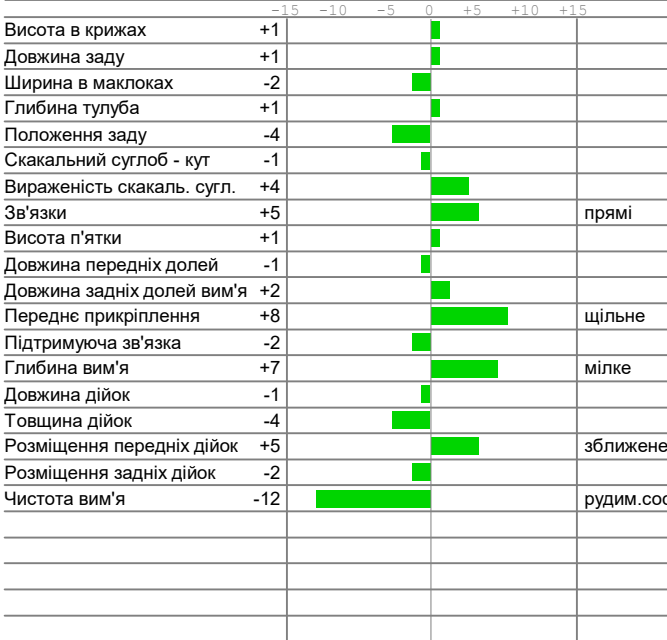 -15 -10 -5 0 +5 +10 +15
Висота в крижах +1
Довжина заду +1
Ширина в маклоках -2
Глибина тулуба +1
Положення заду -4
Скакальний суглоб - кут -1
Вираженість скакаль. сугл. +4
Зв'язки +5 прямі
Висота п'ятки +1
Довжина передніх долей -1
Довжина задніх долей вим'я +2
Переднє прикріплення +8 щільне
Підтримуюча зв'язка -2
Глибина вим'я +7 мілке
Довжина дійок -1
Товщина дійок -4
Розміщення передніх дійок +5 зближене
Розміщення задніх дійок -2
Чистота вим'я -12 рудим.сос